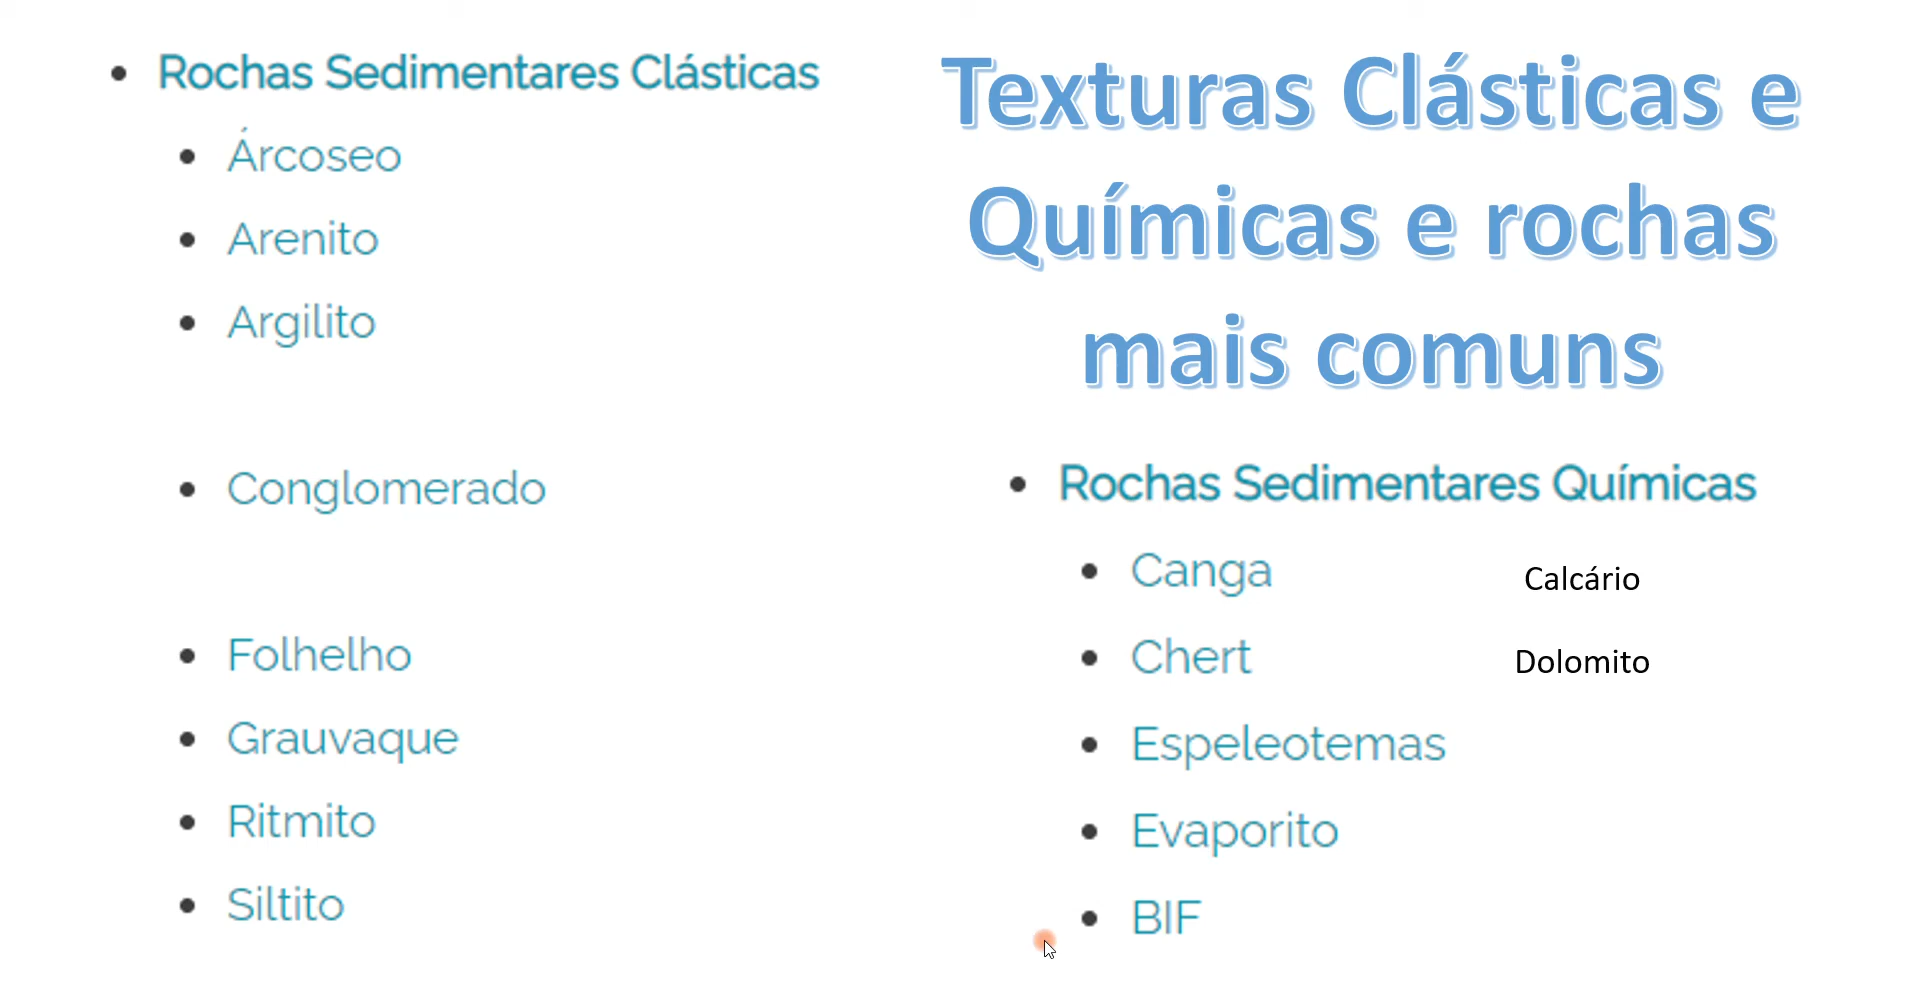 Rochas Sedimentares Clásticas
Árcoseo
Arenito
Argilito
Conglomerado
Folhelho
Grauvaque
Ritmito
Siltito
Texturas Clásticas e
Químicas e rochas
mais comuns
Rochas Sedimentares Químicas
Canga
Chert
Espeleotemas
Evaporito
BIF
Calcário
Dolomito